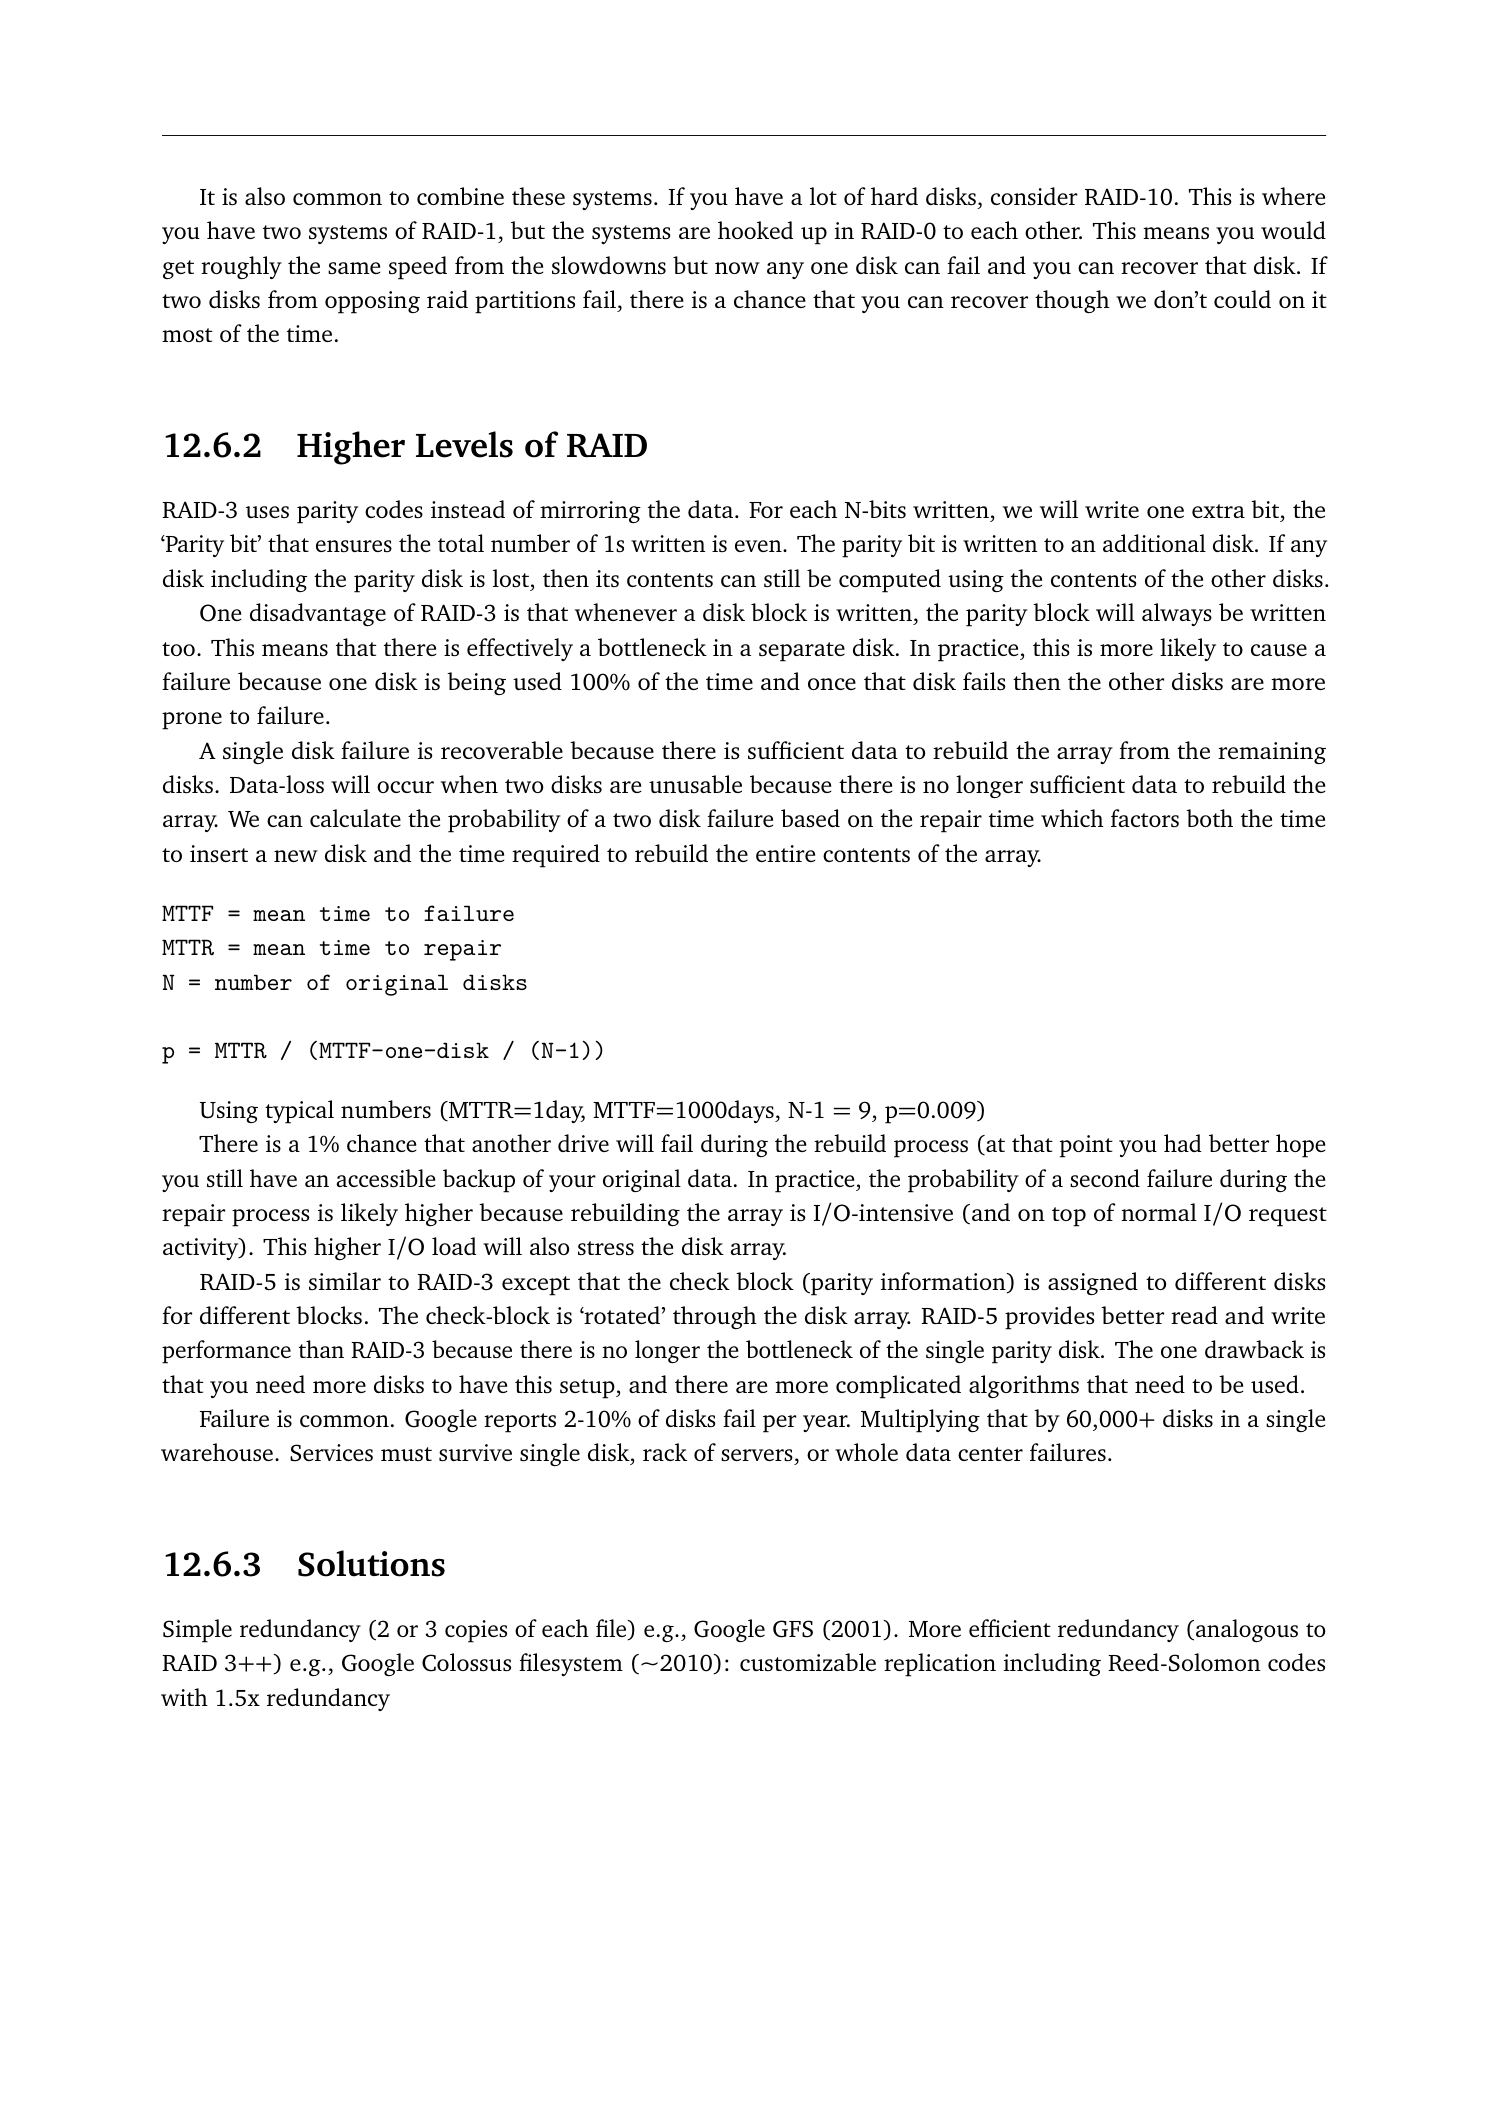 It is also common to combine these systems. If you have a lot of hard disks, consider RAID-10. This is where
you have two systems of RAID-1, but the systems are hooked up in RAID-0 to each other. This means you would
get roughly the same speed from the slowdowns but now any one disk can fail and you can recover that disk. If
two disks from opposing raid partitions fail, there is a chance that you can recover though we don’t could on it
most of the time.
12.6.2 Higher Levels of RAID
RAID-3 uses parity codes instead of mirroring the data. For each N-bits written, we will write one extra bit, the
‘Parity bit’ that ensures the total number of 1s written is even. The parity bit is written to an additional disk. If any
disk including the parity disk is lost, then its contents can still be computed using the contents of the other disks.
One disadvantage of RAID-3 is that whenever a disk block is written, the parity block will always be written
too. This means that there is effectively a bottleneck in a separate disk. In practice, this is more likely to cause a
failure because one disk is being used 100% of the time and once that disk fails then the other disks are more
prone to failure.
A single disk failure is recoverable because there is sufficient data to rebuild the array from the remaining
disks. Data-loss will occur when two disks are unusable because there is no longer sufficient data to rebuild the
array. We can calculate the probability of a two disk failure based on the repair time which factors both the time
to insert a new disk and the time required to rebuild the entire contents of the array.
MTTF = mean time to failure
MTTR = mean time to repair
N = number of original disks
p = MTTR / (MTTF-one-disk / (N-1))
Using typical numbers (MTTR=1day, MTTF=1000days, N-1 = 9, p=0.009)
There is a 1% chance that another drive will fail during the rebuild process (at that point you had better hope
you still have an accessible backup of your original data. In practice, the probability of a second failure during the
repair process is likely higher because rebuilding the array is I/O-intensive (and on top of normal I/O request
activity). This higher I/O load will also stress the disk array.
RAID-5 is similar to RAID-3 except that the check block (parity information) is assigned to different disks
for different blocks. The check-block is ‘rotated’ through the disk array. RAID-5 provides better read and write
performance than RAID-3 because there is no longer the bottleneck of the single parity disk. The one drawback is
that you need more disks to have this setup, and there are more complicated algorithms that need to be used.
Failure is common. Google reports 2-10% of disks fail per year. Multiplying that by 60,000+ disks in a single
warehouse. Services must survive single disk, rack of servers, or whole data center failures.
12.6.3 Solutions
Simple redundancy (2 or 3 copies of each file) e.g., Google GFS (2001). More efficient redundancy (analogous to
RAID 3++) e.g., Google Colossus filesystem (~2010): customizable replication including Reed-Solomon codes
with 1.5x redundancy